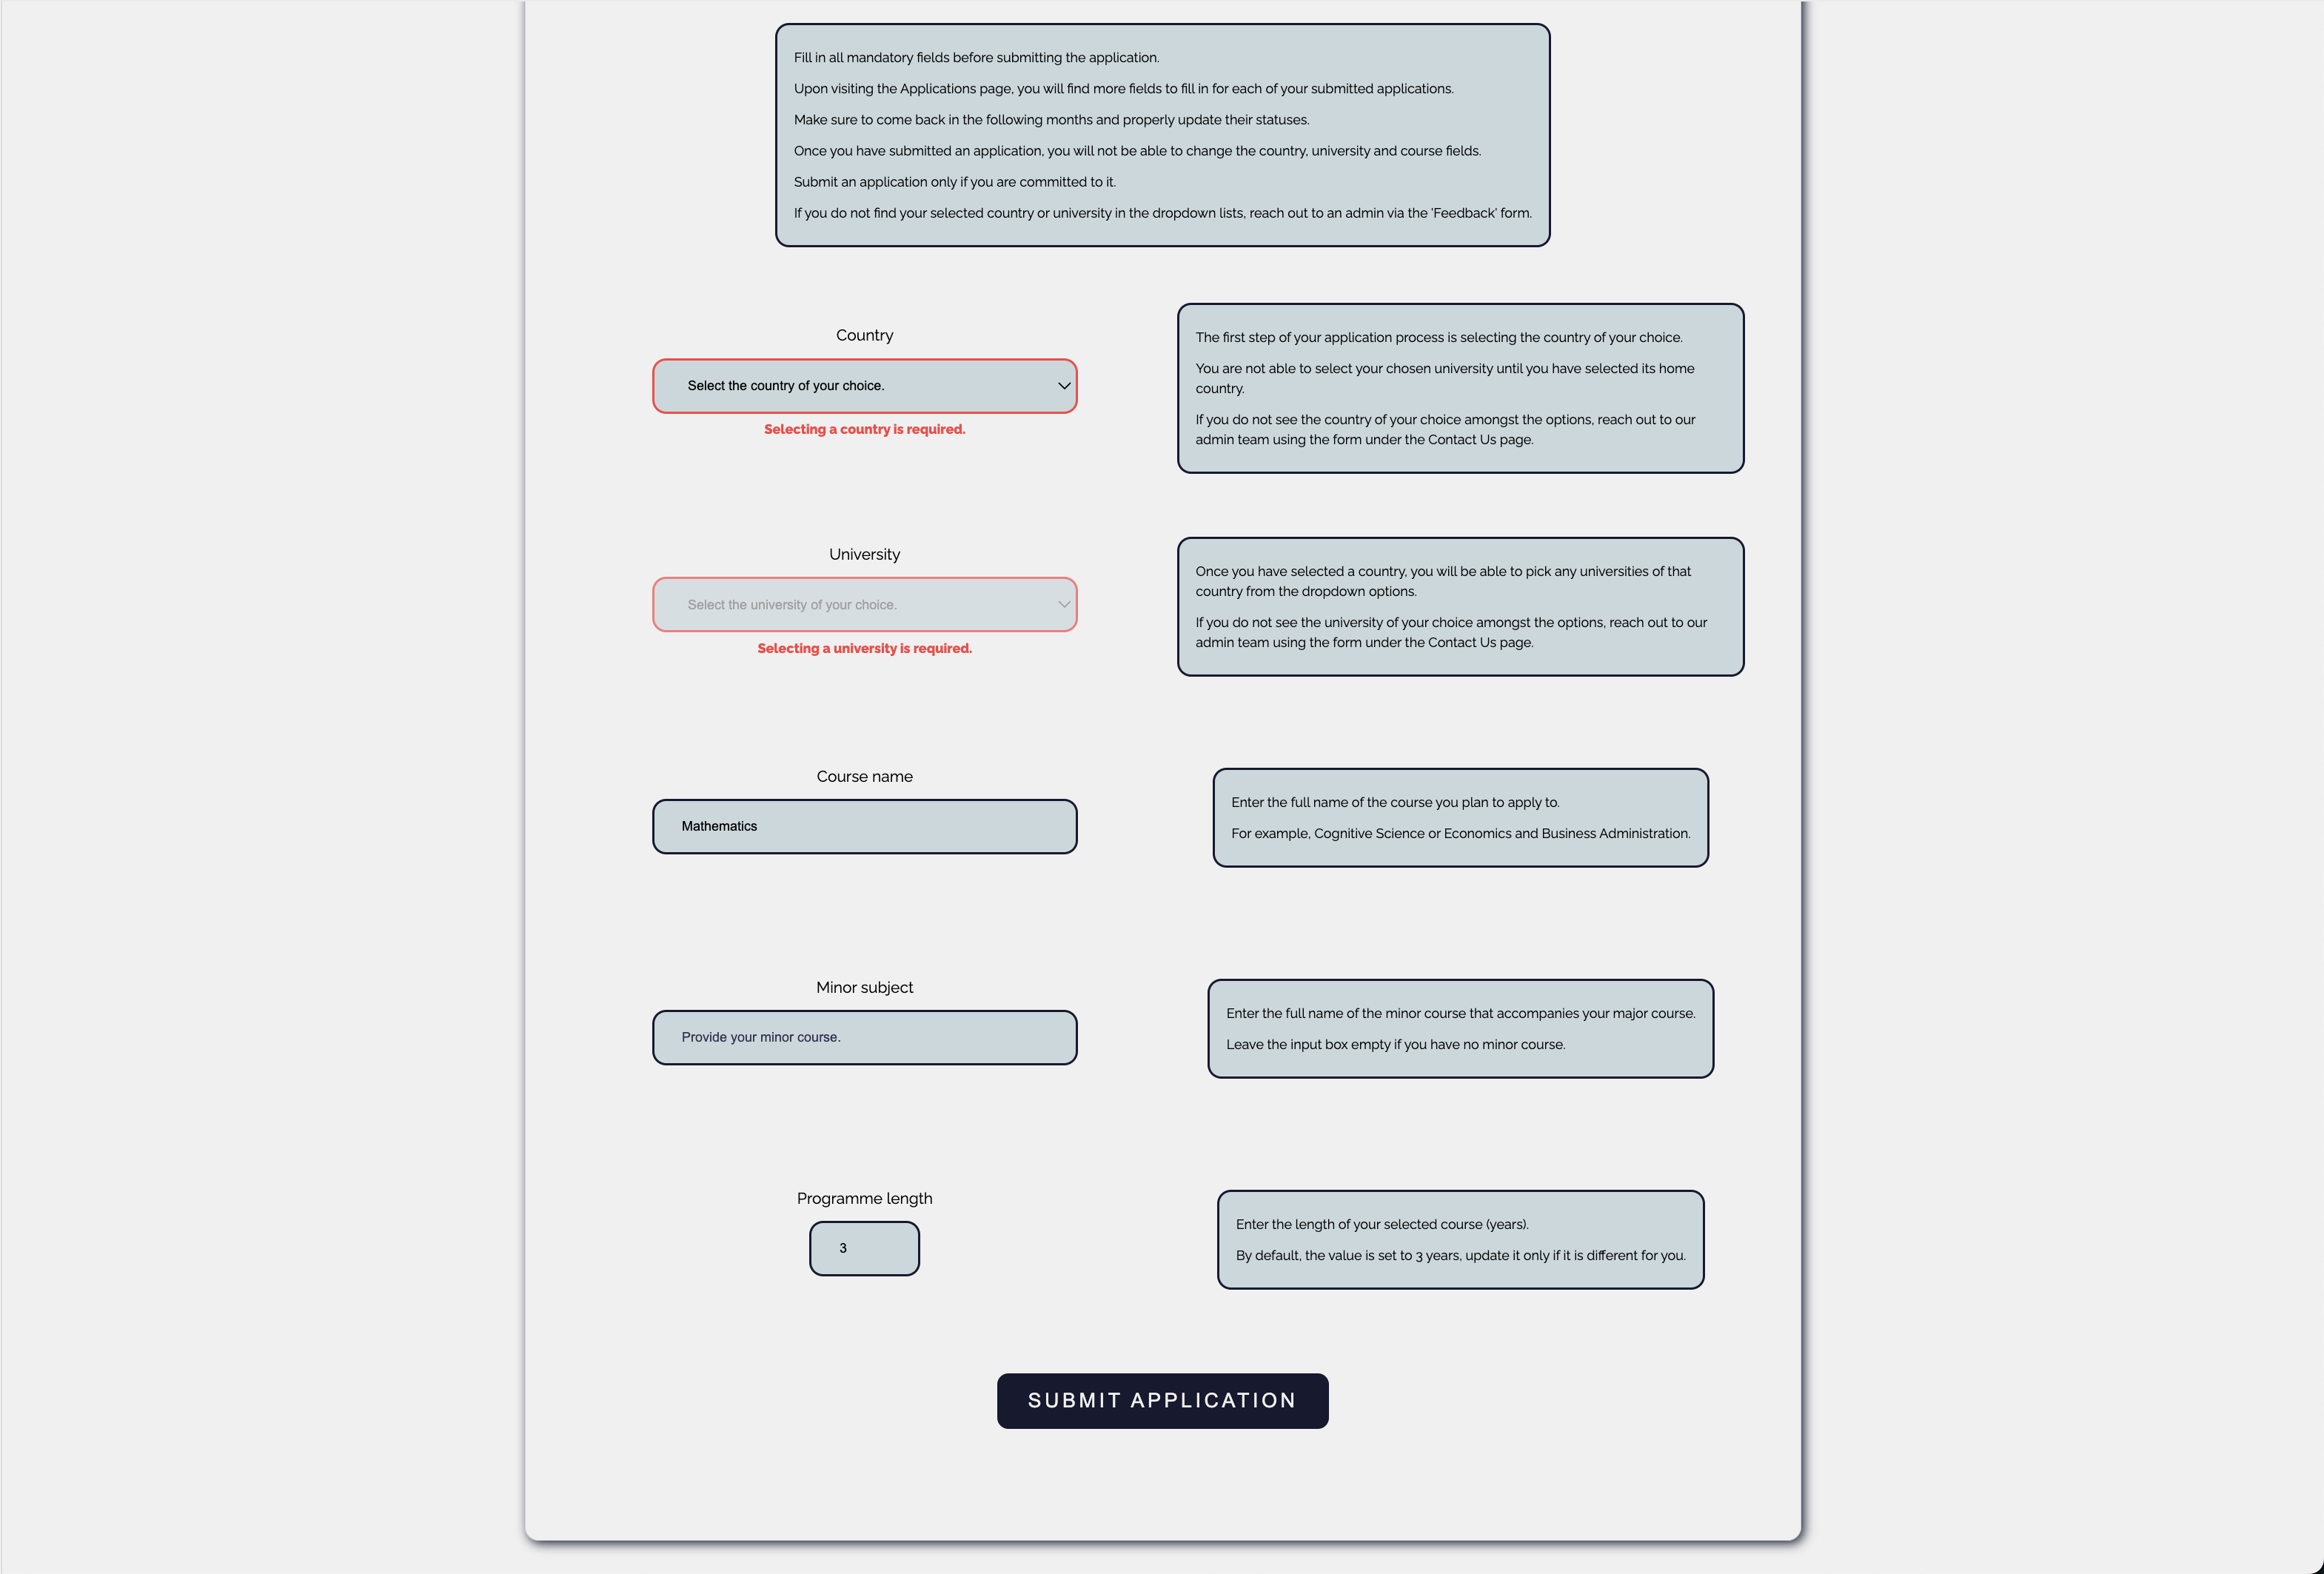 Fill in all mandatory fields before submitting the application.
Upon visiting the Applications page, you will find more fields to fill in for each of your submitted applications.
Make sure to come back in the following months and properly update their statuses.
Once you have submitted an application, you will not be able to change the country, university and course fields.
Submit an application only if you are committed to it.
If you do not find your selected country or university in the dropdown lists, reach out to an admin via the 'Feedback' form.
Country
Select the country of your choice.
Selecting a country is required.
The first step of your application process is selecting the country of your choice.
You are not able to select your chosen university until you have selected its home
country.
If you do not see the country of your choice amongst the options, reach out to our
admin team using the form under the Contact Us page.
University
Select the university of your choice.
Selecting a university is required.
Once you have selected a country, you will be able to pick any universities of that
country from the dropdown options.
If you do not see the university of your choice amongst the options, reach out to our
admin team using the form under the Contact Us page.
Course name
Mathematics
Enter the full name of the course you plan to apply to.
For example, Cognitive Science or Economics and Business Administration.
Minor subject
Provide your minor course.
Enter the full name of the minor course that accompanies your major course.
Leave the input box empty if you have no minor course.
Programme length
3
Enter the length of your selected course (years).
By default, the value is set to 3 years, update it only if it is different for you.
SUBMIT APPLICATION